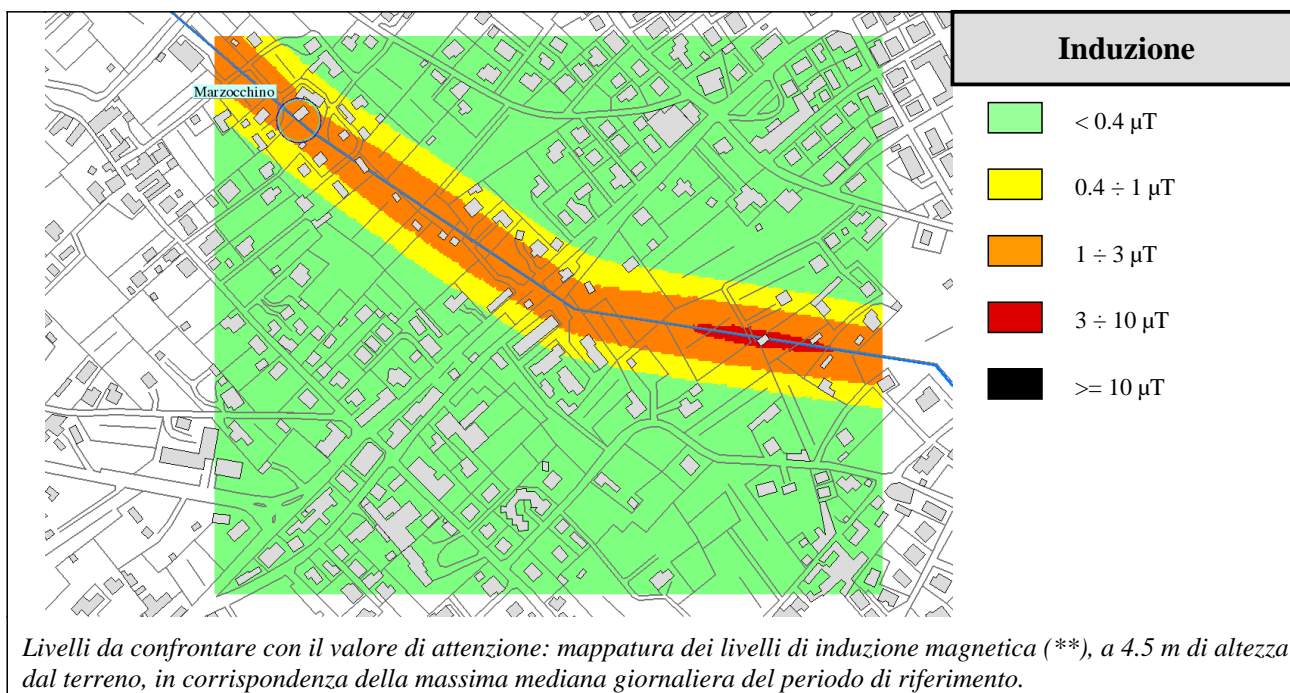 Marzocchino
Induzione
< 0.4 µT
0.4 ÷ 1 µT
1 ÷ 3 µT
3 ÷ 10 µT
>= 10 µT
Livelli da confrontare con il valore di attenzione: mappatura dei livelli di induzione magnetica (**), a 4.5 m di altezza
dal terreno, in corrispondenza della massima mediana giornaliera del periodo di riferimento.